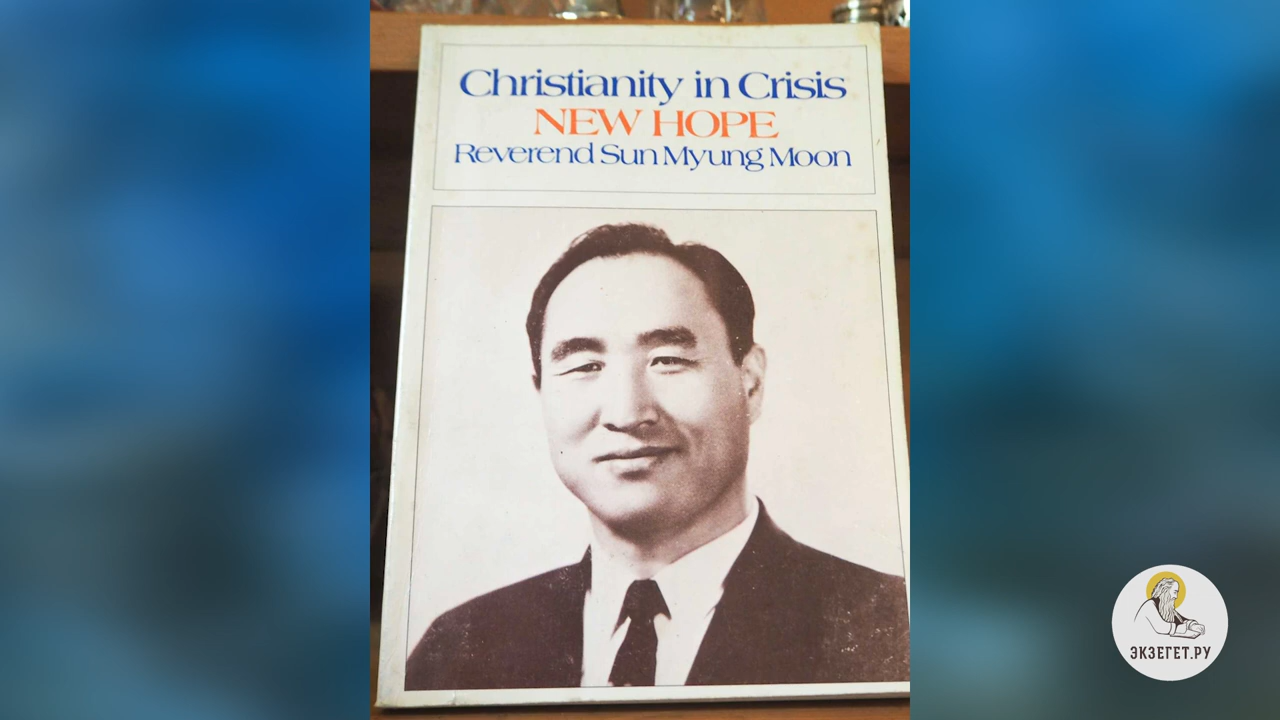 Christianity in Crisis
NEW HOPE
Reverend Sun Myung Moon
ЭКЗЕГЕТ.РУ